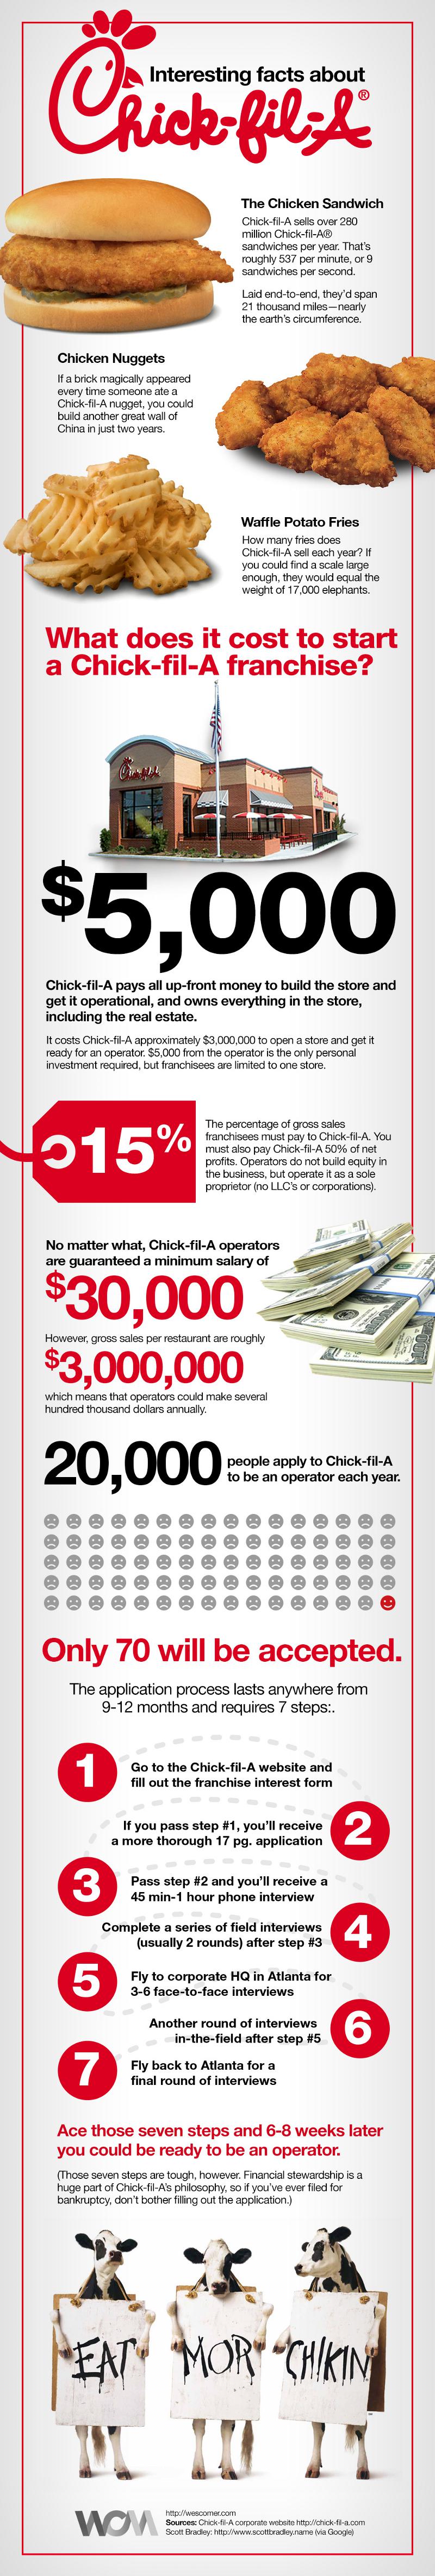 Interesting facts about
Chick-fil-A®
The Chicken Sandwich
Chick-fil-A sells over 280
million Chick-fil-A®
sandwiches per year. That's
roughly 537 per minute, or 9
sandwiches per second.
Laid end-to-end, they'd span
21 thousand miles—nearly
the earth's circumference.
Chicken Nuggets
If a brick magically appeared
every time someone ate a
Chick-fil-A nugget, you could
build another great wall of
China in just two years.
Waffle Potato Fries
How many fries does
Chick-fil-A sell each year? If
you could find a scale large
enough, they would equal the
weight of 17,000 elephants.
What does it cost to start
a Chick-fil-A franchise?
Chick-fil-A
$5,000
Chick-fil-A pays all up-front money to build the store and
get it operational, and owns everything in the store,
including the real estate.
It costs Chick-fil-A approximately $3,000,000 to open a store and get it
ready for an operator. $5,000 from the operator is the only personal
investment required, but franchisees are limited to one store.
15%
The percentage of gross sales
franchisees must pay to Chick-fil-A. You
must also pay Chick-fil-A 50% of net
profits. Operators do not build equity in
the business, but operate it as a sole
proprietor (no LLC's or corporations).
No matter what, Chick-fil-A operators
are guaranteed a minimum salary of
$30,000
However, gross sales per restaurant are roughly
$3,000,000
which means that operators could make several
hundred thousand dollars annually.
20,000
people apply to Chick-fil-A
to be an operator each year.
Only 70 will be accepted.
The application process lasts anywhere from
9-12 months and requires 7 steps:.
1
Go to the Chick-fil-A website and
fill out the franchise interest form
If you pass step #1, you'll receive
a more thorough 17 pg. application
2
3
Pass step #2 and you'll receive a
45 min-1 hour phone interview
Complete a series of field interviews
(usually 2 rounds) after step #3
4
5
Fly to corporate HQ in Atlanta for
3-6 face-to-face interviews
Another round of interviews
in-the-field after step #5
6
7
Fly back to Atlanta for a
final round of interviews
Ace those seven steps and 6-8 weeks later
you could be ready to be an operator.
(Those seven steps are tough, however. Financial stewardship is a
huge part of Chick-fil-A's philosophy, so if you've ever filed for
bankruptcy, don't bother filling out the application.)
EAT MOR CHIKIN
WCM
http://wescorner.com
Sources: Chick-fil-A corporate website http://chick-fil-a.com
Scott Bradley: http://www.scottbradley.name (via Google)